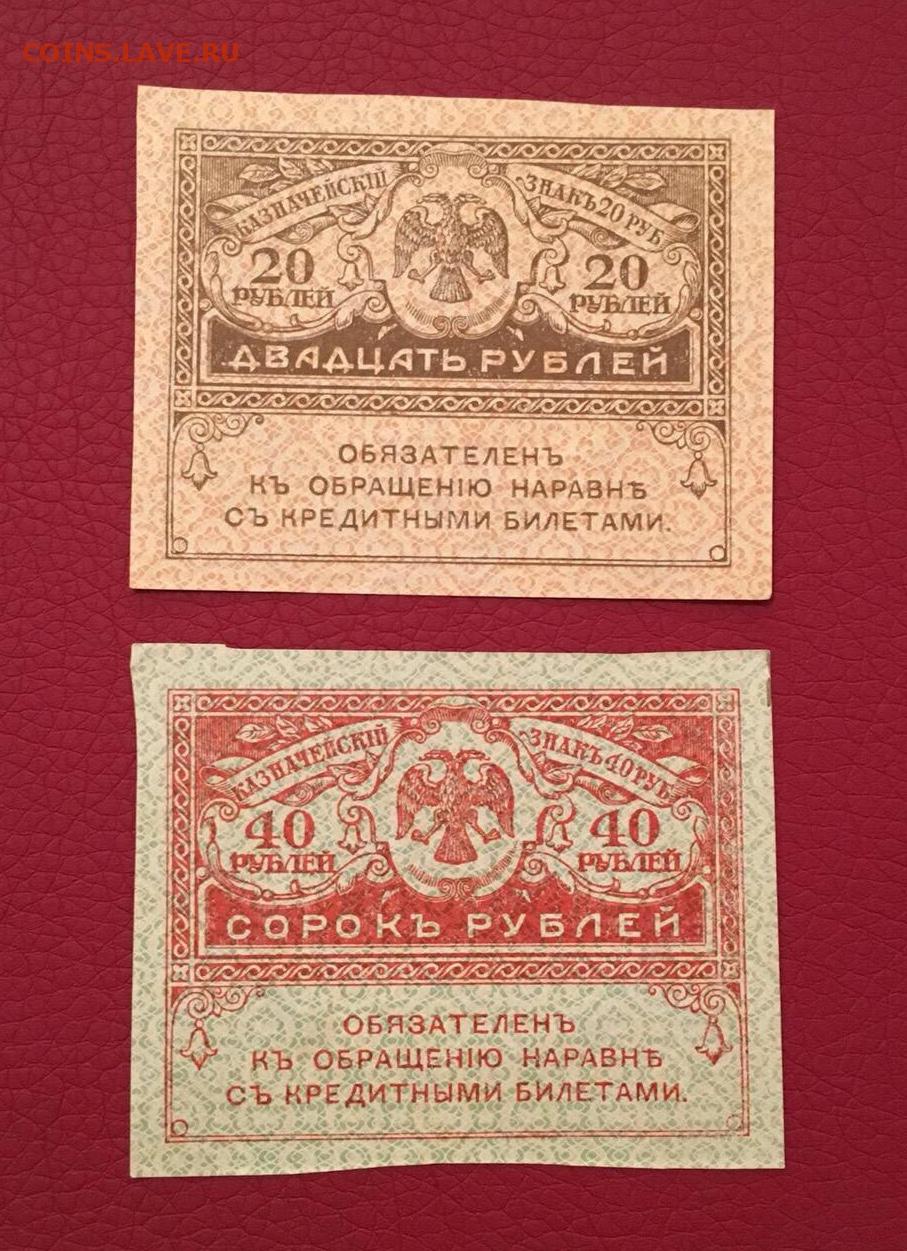 COINS.LAVE.RU
КАЗНАЧЕЙСКІЙ ЗНАКЪ 20 РУБ
20 20
РУБЛЕЙ РУБЛЕЙ
ДВАДЦАТЬ РУБЛЕЙ
ОБЯЗАТЕЛЕНЪ
КЪ ОБРАЩЕНІЮ НАРАВНѢ
СЪ КРЕДИТНЫМИ БИЛЕТАМИ.
КАЗНАЧЕЙСКІЙ ЗНАКЪ 40 РУБ
40 40
РУБЛЕЙ РУБЛЕЙ
СОРОКЪ РУБЛЕЙ
ОБЯЗАТЕЛЕНЪ
КЪ ОБРАЩЕНІЮ НАРАВНѢ
СЪ КРЕДИТНЫМИ БИЛЕТАМИ.